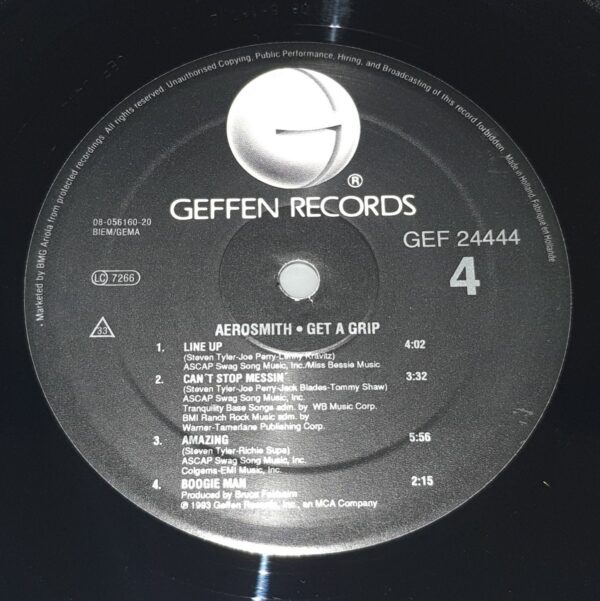 Marketed by BMG Ariola from protected recordings. All rights reserved. Unauthorised Copying, Public Performance, Hiring, and Broadcasting of this record forbidden. Made in Holland, Fabriqué en Hollande
G
®
GEFFEN RECORDS
08-056160-20
BIEM/GEMA
GEF 24444
4
LC 7266
33
AEROSMITH • GET A GRIP
1. LINE UP 4:02
(Steven Tyler-Joe Perry-Lenny Kravitz)
ASCAP Swag Song Music, Inc./Miss Bessie Music
2. CAN'T STOP MESSIN' 3:32
(Steven Tyler-Joe Perry-Jack Blades-Tommy Shaw)
ASCAP Swag Song Music, Inc.
Tranquility Base Songs adm. by WB Music Corp.
BMI Ranch Rock Music adm. by
Warner-Tamerlane Publishing Corp.
3. AMAZING 5:56
(Steven Tyler-Richie Supa)
ASCAP Swag Song Music, Inc.
Colgems-EMI Music, Inc.
4. BOOGIE MAN 2:15
Produced by Bruce Fairbairn
℗ 1993 Geffen Records, Inc., an MCA Company